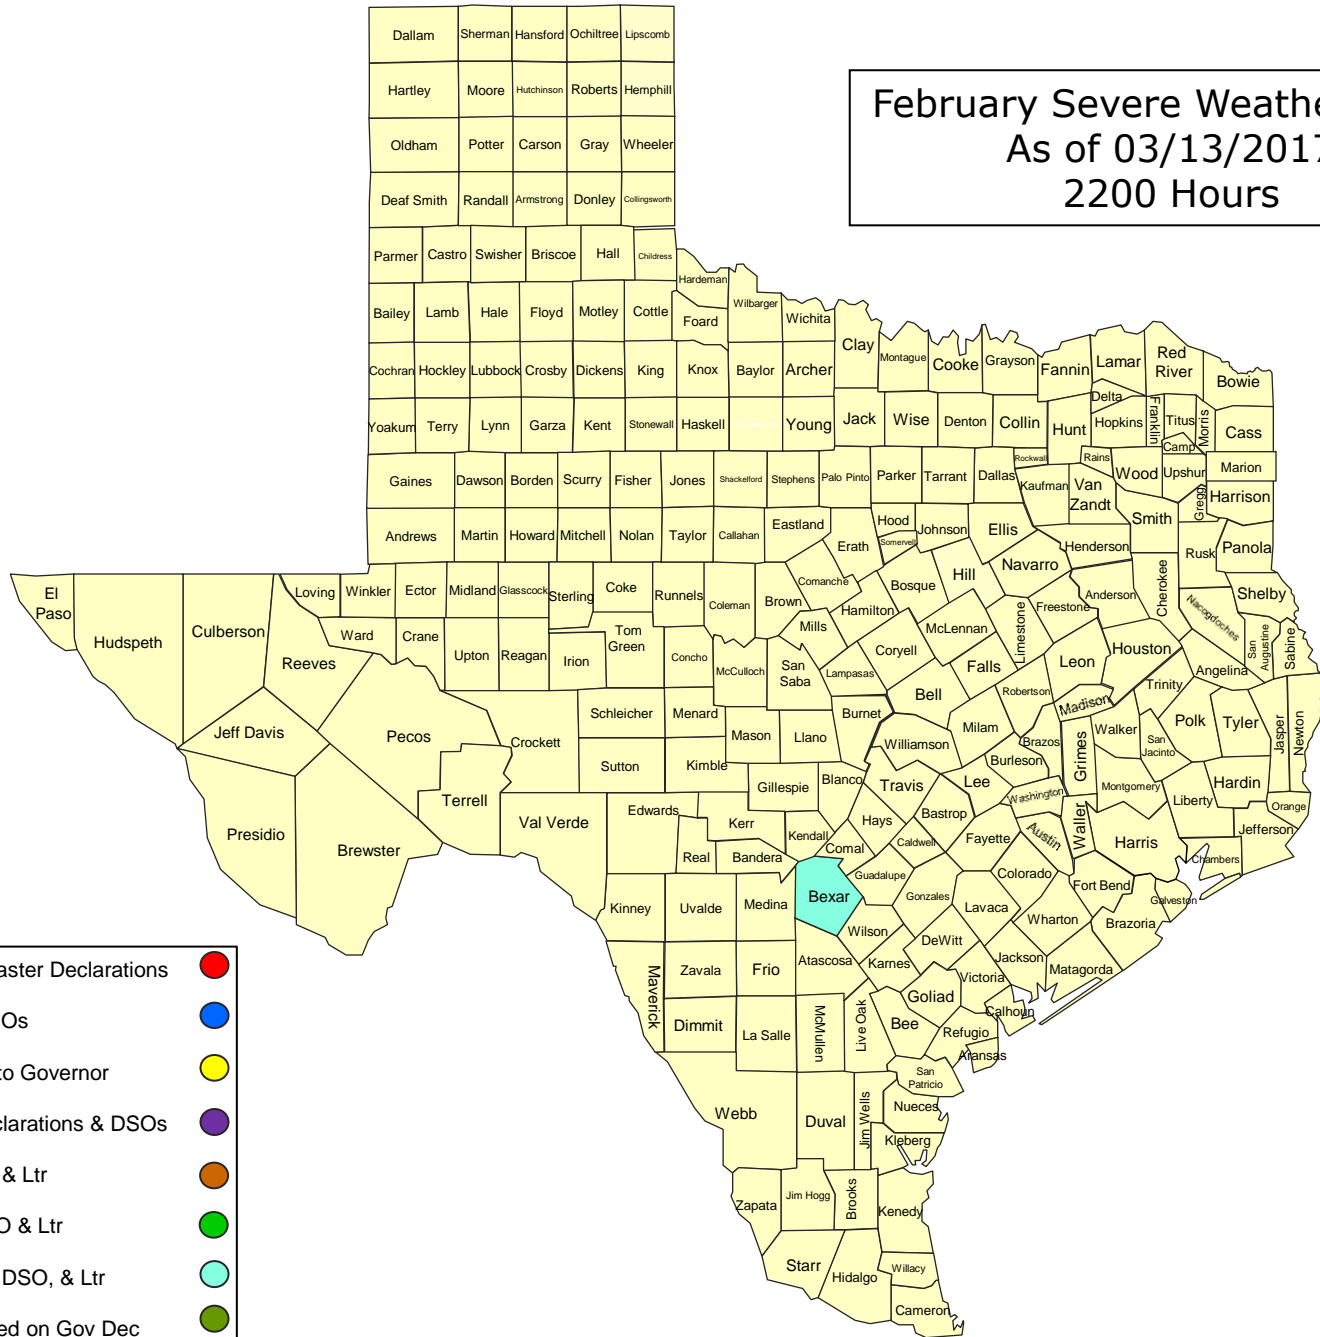 February Severe Weathe
As of 03/13/2017
2200 Hours
Dallam Sherman Hansford Ochiltree Lipscomb
Hartley Moore Hutchinson Roberts Hemphill
Oldham Potter Carson Gray Wheeler
Deaf Smith Randall Armstrong Donley Collingsworth
Parmer Castro Swisher Briscoe Hall Childress
Hardeman
Bailey Lamb Hale Floyd Motley Cottle Foard Wilbarger Wichita
Clay Montague Cooke Grayson Fannin Lamar Red
River Bowie
Cochran Hockley Lubbock Crosby Dickens King Knox Baylor Archer
Delta
Yoakum Terry Lynn Garza Kent Stonewall Haskell Young Jack Wise Denton Collin Hunt Hopkins Franklin Titus Morris Cass
Camp
Rockwall Rains
Gaines Dawson Borden Scurry Fisher Jones Shackelford Stephens Palo Pinto Parker Tarrant Dallas Kaufman Van
Zandt Wood Upshur Marion
Gregg Harrison
Andrews Martin Howard Mitchell Nolan Taylor Callahan Eastland Erath Hood Somervell Johnson Ellis Henderson Smith Rusk Panola
El
Paso Hudspeth Culberson Loving Winkler Ector Midland Glasscock Sterling Coke Runnels Coleman Brown Comanche Hamilton Bosque Hill Navarro Freestone Anderson Cherokee Nacogdoches Shelby
Reeves Ward Crane Upton Reagan Irion Tom
Green Concho McCulloch San
Saba Mills Lampasas Coryell McLennan Limestone Falls Leon Houston Angelina San
Augustine Sabine
Jeff Davis Pecos Crockett Schleicher Menard Mason Llano Burnet Bell Milam Robertson Madison Trinity
Walker San
Jacinto Polk Tyler Jasper Newton
Sutton Kimble Gillespie Blanco Williamson Travis Lee Burleson Brazos Grimes
Washington Montgomery Liberty Hardin Orange
Presidio Brewster Terrell Val Verde Edwards Kerr Kendall Hays Bastrop Caldwell Fayette Austin Waller Harris Jefferson
Real Bandera Comal Guadalupe Colorado Chambers
Kinney Uvalde Medina Bexar Gonzales Lavaca Wharton Fort Bend Brazoria Galveston
Wilson DeWitt Jackson Matagorda
Maverick Zavala Frio Atascosa Karnes Victoria
Goliad Calhoun
Dimmit La Salle McMullen Live Oak Bee Refugio
Aransas
San
Patricio
Webb Duval Jim Wells Nueces
Kleberg
Zapata Jim Hogg Brooks Kenedy
Starr Hidalgo Willacy
Cameron
aster Declarations
Os
to Governor
clarations & DSOs
& Ltr
O & Ltr
DSO, & Ltr
ed on Gov Dec